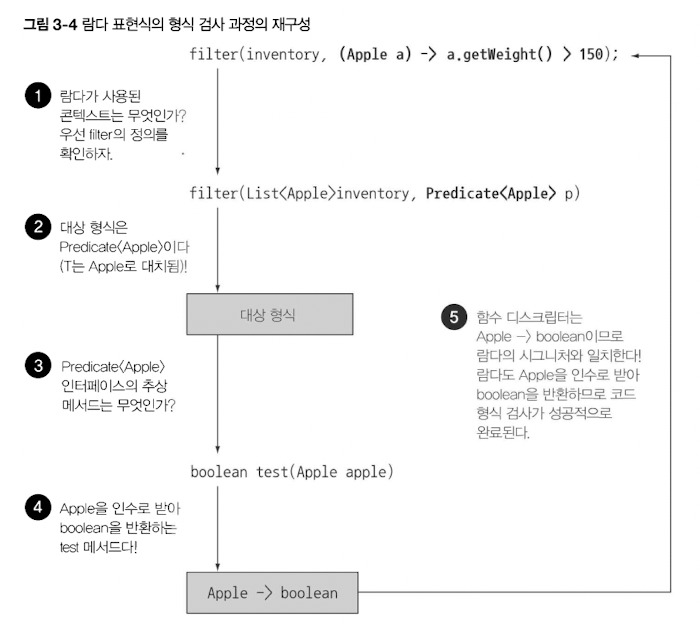 그림 3-4 람다 표현식의 형식 검사 과정의 재구성
filter(inventory, (Apple a) -> a.getWeight() > 150);
1 람다가 사용된
콘텍스트는 무엇인가?
우선 filter의 정의를
확인하자.
filter(List<Apple>inventory, Predicate<Apple> p)
2 대상 형식은
Predicate<Apple>이다
(T는 Apple로 대치됨)!
대상 형식
3 Predicate<Apple>
인터페이스의 추상
메서드는 무엇인가?
boolean test(Apple apple)
4 Apple을 인수로 받아
boolean을 반환하는
test 메서드다!
Apple -> boolean
5 함수 디스크립터는
Apple -> boolean이므로
람다의 시그니처와 일치한다!
람다도 Apple을 인수로 받아
boolean을 반환하므로 코드
형식 검사가 성공적으로
완료된다.